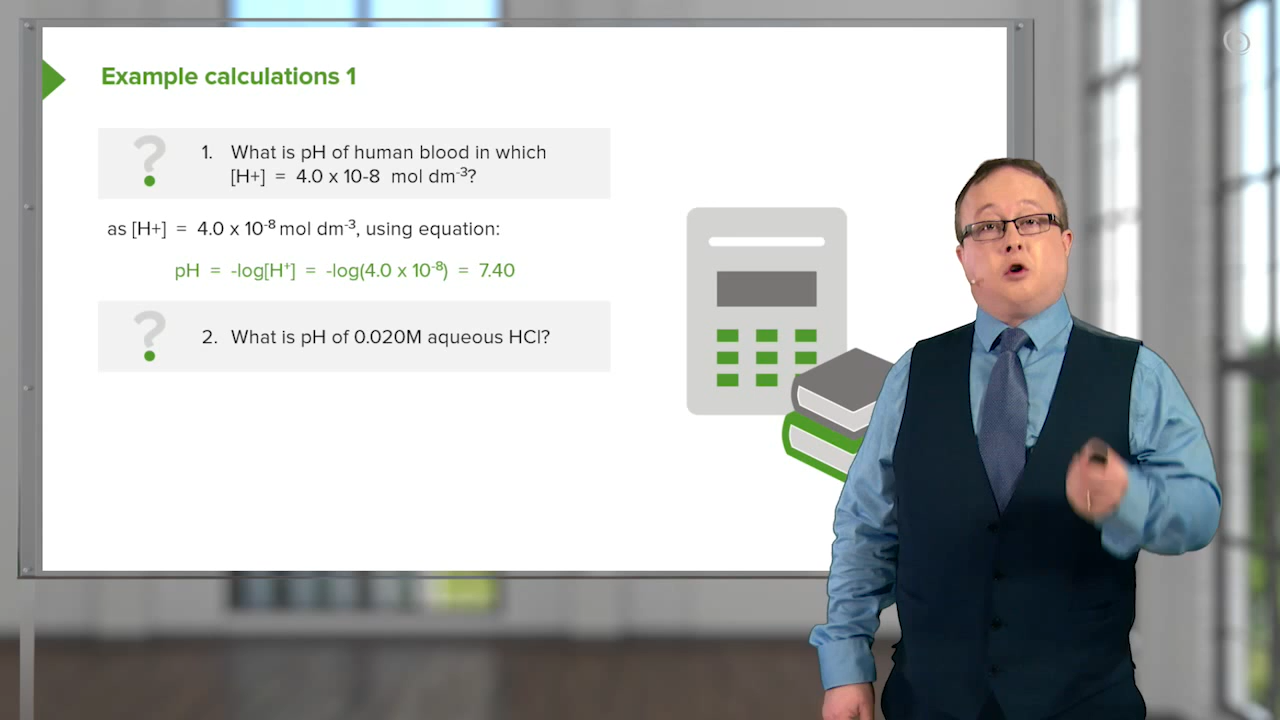 Example calculations 1
1. What is pH of human blood in which
[H+] = 4.0 x 10-8 mol dm⁻³?
as [H+] = 4.0 x 10⁻⁸ mol dm⁻³, using equation:
pH = -log[H⁺] = -log(4.0 x 10⁻⁸) = 7.40
2. What is pH of 0.020M aqueous HCl?